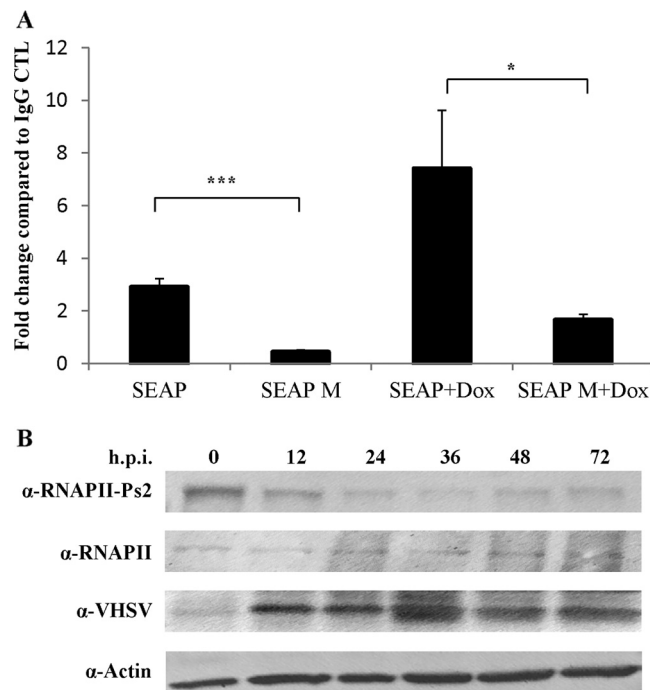 A
Fold change compared to IgG CTL
12
10
8
6
4
2
0
***
*
SEAP
SEAP M
SEAP+Dox
SEAP M+Dox
B
h.p.i. 0 12 24 36 48 72
α-RNAPII-Ps2
α-RNAPII
α-VHSV
α-Actin